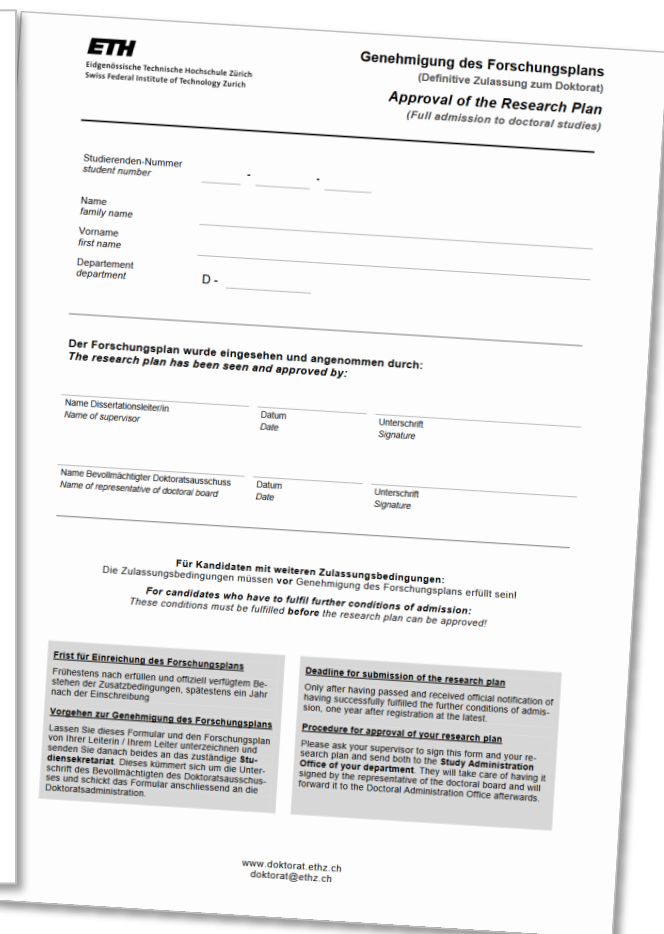 ETH
Eidgenössische Technische Hochschule Zürich
Swiss Federal Institute of Technology Zurich
Genehmigung des Forschungsplans
(Definitive Zulassung zum Doktorat)
Approval of the Research Plan
(Full admission to doctoral studies)
Studierenden-Nummer
student number
- -
Name
family name
Vorname
first name
Departement
department
D -
Der Forschungsplan wurde eingesehen und angenommen durch:
The research plan has been seen and approved by:
Name Dissertationsleiter/in Datum Unterschrift
Name of supervisor Date Signature
Name Bevollmächtigter Doktoratsausschuss Datum Unterschrift
Name of representative of doctoral board Date Signature
Für Kandidaten mit weiteren Zulassungsbedingungen:
Die Zulassungsbedingungen müssen vor Genehmigung des Forschungsplans erfüllt sein!
For candidates who have to fulfil further conditions of admission:
These conditions must be fulfilled before the research plan can be approved!
Frist für Einreichung des Forschungsplans
Frühestens nach erfüllen und offiziell verfügtem Be-
stehen der Zusatzbedingungen, spätestens ein Jahr
nach der Einschreibung
Vorgehen zur Genehmigung des Forschungsplans
Lassen Sie dieses Formular und den Forschungsplan
von Ihrer Leiterin / Ihrem Leiter unterzeichnen und
senden Sie danach beides an das zuständige Stu-
diensekretariat. Dieses kümmert sich um die Unter-
schrift des Bevollmächtigten des Doktoratsausschus-
ses und schickt das Formular anschliessend an die
Doktoratsadministration.
Deadline for submission of the research plan
Only after having passed and received official notification of
having successfully fulfilled the further conditions of admis-
sion, one year after registration at the latest.
Procedure for approval of your research plan
Please ask your supervisor to sign this form and your re-
search plan and send both to the Study Administration
Office of your department. They will take care of having it
signed by the representative of the doctoral board and will
forward it to the Doctoral Administration Office afterwards.
www.doktorat.ethz.ch
doktorat@ethz.ch